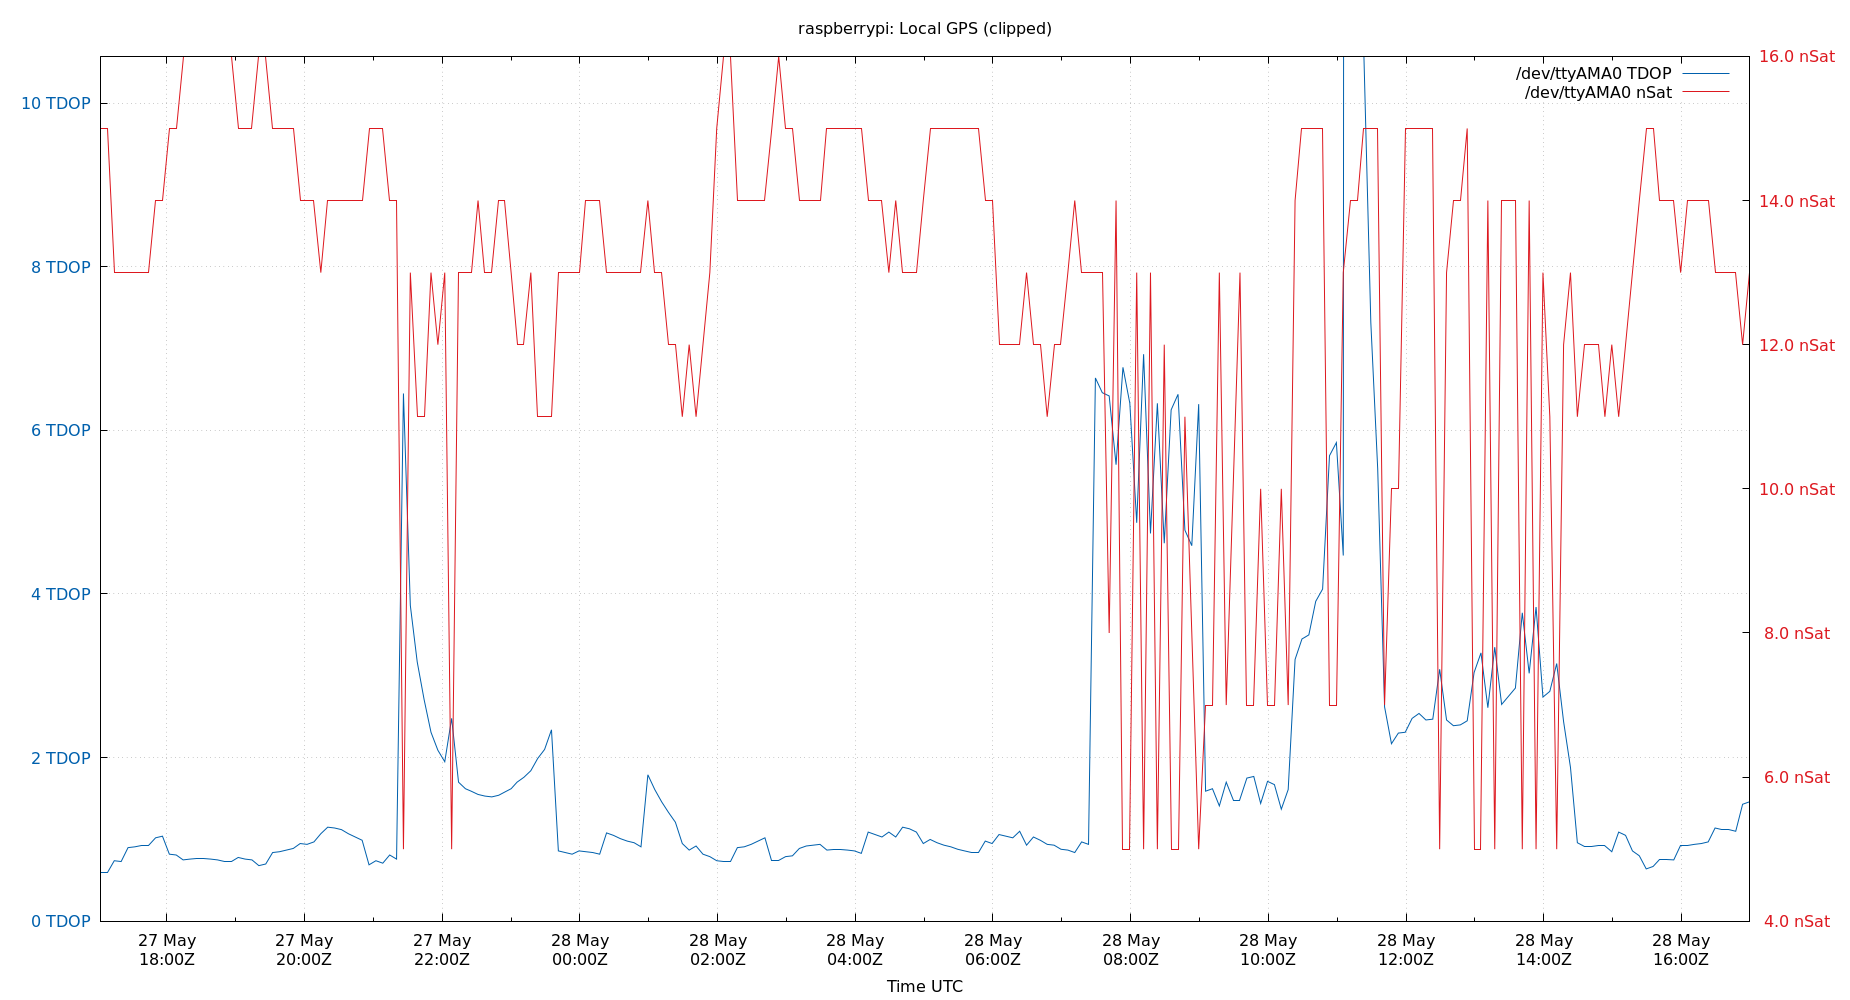 raspberrypi: Local GPS (clipped)
/dev/ttyAMA0 TDOP
/dev/ttyAMA0 nSat
10 TDOP
8 TDOP
6 TDOP
4 TDOP
2 TDOP
0 TDOP
16.0 nSat
14.0 nSat
12.0 nSat
10.0 nSat
8.0 nSat
6.0 nSat
4.0 nSat
27 May
18:00Z
27 May
20:00Z
27 May
22:00Z
28 May
00:00Z
28 May
02:00Z
28 May
04:00Z
28 May
06:00Z
28 May
08:00Z
28 May
10:00Z
28 May
12:00Z
28 May
14:00Z
28 May
16:00Z
Time UTC